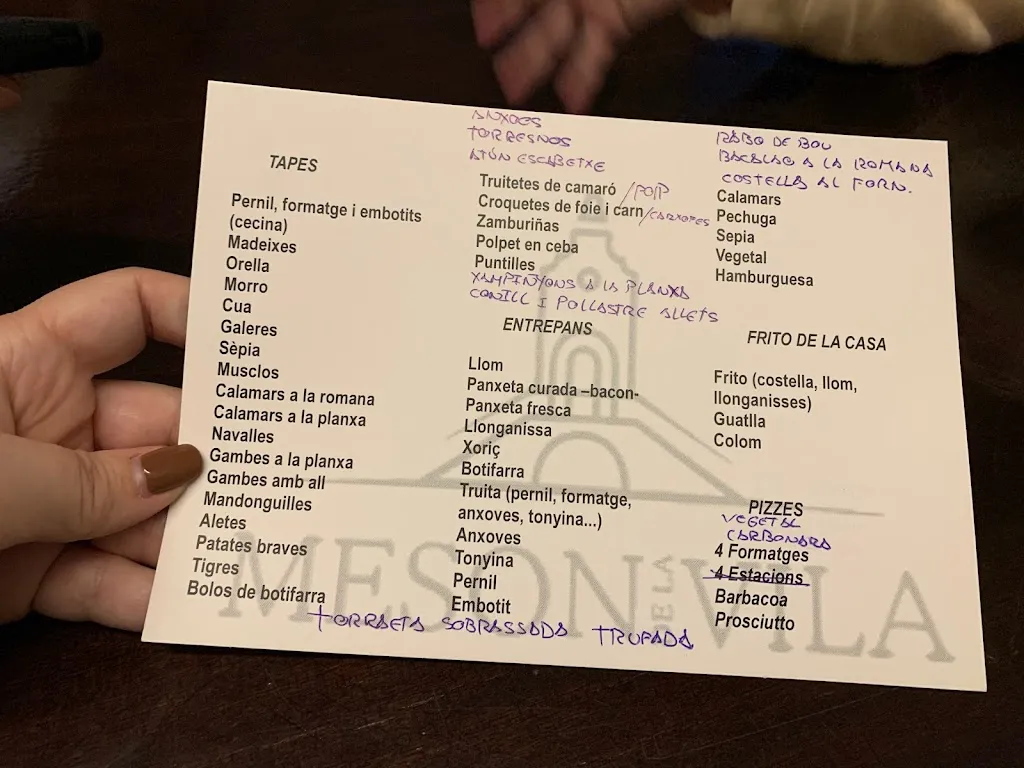 TAPES
Pernil, formatge i embotits
(cecina)
Madeixes
Orella
Morro
Cua
Galeres
Sèpia
Musclos
Calamars a la romana
Calamars a la planxa
Navalles
Gambes a la planxa
Gambes amb all
Mandonguilles
Aletes
Patates braves
Tigres
Bolos de botifarra
TORRAETA SOBRASSADA TRUFADA
ANXOES
TORRESNOS
ATÚN ESCABETXE
Truitetes de camaró /POP
Croquetes de foie i carn /CARXOFES
Zamburiñas
Polpet en ceba
Puntilles
XAMPINYONS A LA PLANXA
CONILL I POLLASTRE ALLETS
ENTREPANS
Llom
Panxeta curada –bacon-
Panxeta fresca
Llonganissa
Xoriç
Botifarra
Truita (pernil, formatge,
anxoves, tonyina...)
Anxoves
Tonyina
Pernil
Embotit
RABO DE BOU
BACALAO A LA ROMANA
COSTELLA AL FORN.
Calamars
Pechuga
Sepia
Vegetal
Hamburguesa
FRITO DE LA CASA
Frito (costella, llom,
llonganisses)
Guatlla
Colom
PIZZES
VEGETAL
CARBONARA
4 Formatges
4 Estacions
Barbacoa
Prosciutto
MESON DE LA VILA